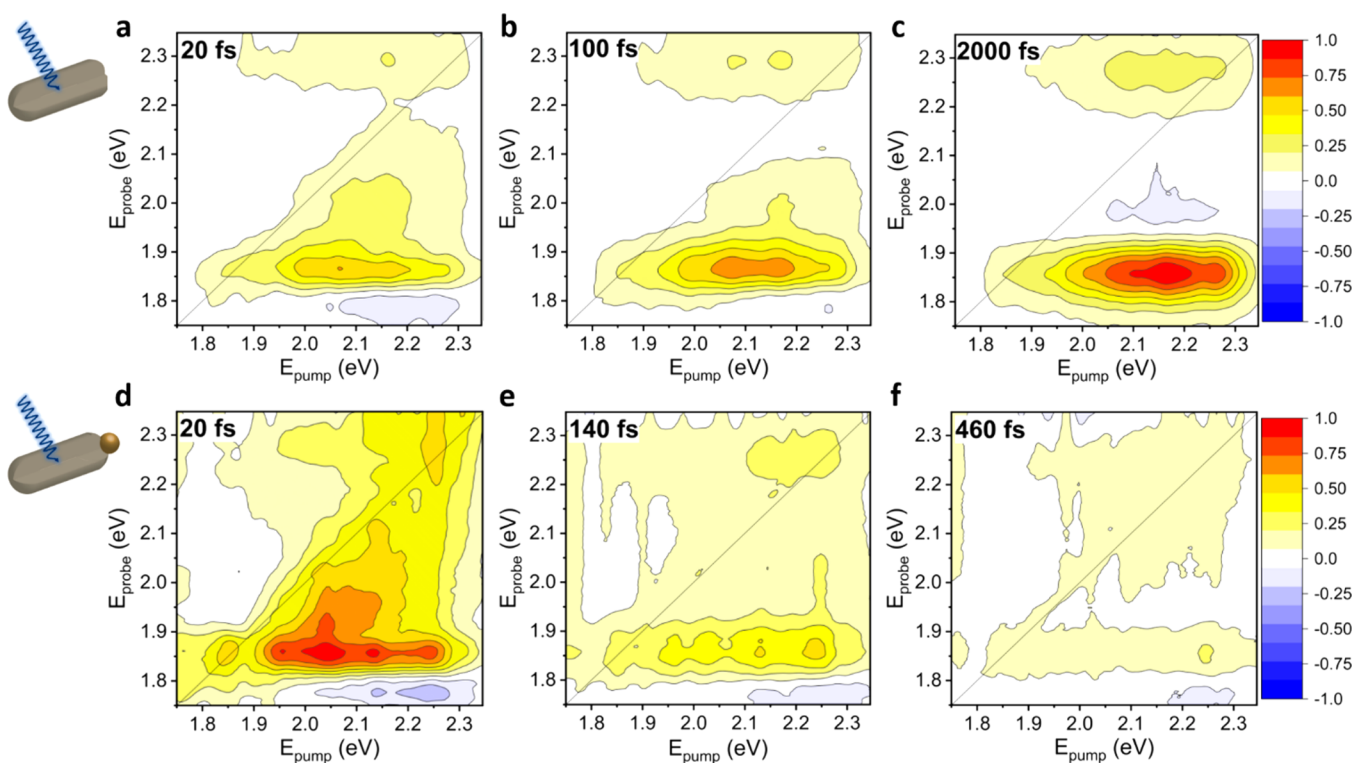 a
20 fs
E_probe (eV)
2.3
2.2
2.1
2.0
1.9
1.8
1.8 1.9 2.0 2.1 2.2 2.3
E_pump (eV)
b
100 fs
E_probe (eV)
2.3
2.2
2.1
2.0
1.9
1.8
1.8 1.9 2.0 2.1 2.2 2.3
E_pump (eV)
c
2000 fs
E_probe (eV)
2.3
2.2
2.1
2.0
1.9
1.8
1.8 1.9 2.0 2.1 2.2 2.3
E_pump (eV)
1.0
0.75
0.50
0.25
0.0
-0.25
-0.50
-0.75
-1.0
d
20 fs
E_probe (eV)
2.3
2.2
2.1
2.0
1.9
1.8
1.8 1.9 2.0 2.1 2.2 2.3
E_pump (eV)
e
140 fs
E_probe (eV)
2.3
2.2
2.1
2.0
1.9
1.8
1.8 1.9 2.0 2.1 2.2 2.3
E_pump (eV)
f
460 fs
E_probe (eV)
2.3
2.2
2.1
2.0
1.9
1.8
1.8 1.9 2.0 2.1 2.2 2.3
E_pump (eV)
1.0
0.75
0.50
0.25
0.0
-0.25
-0.50
-0.75
-1.0